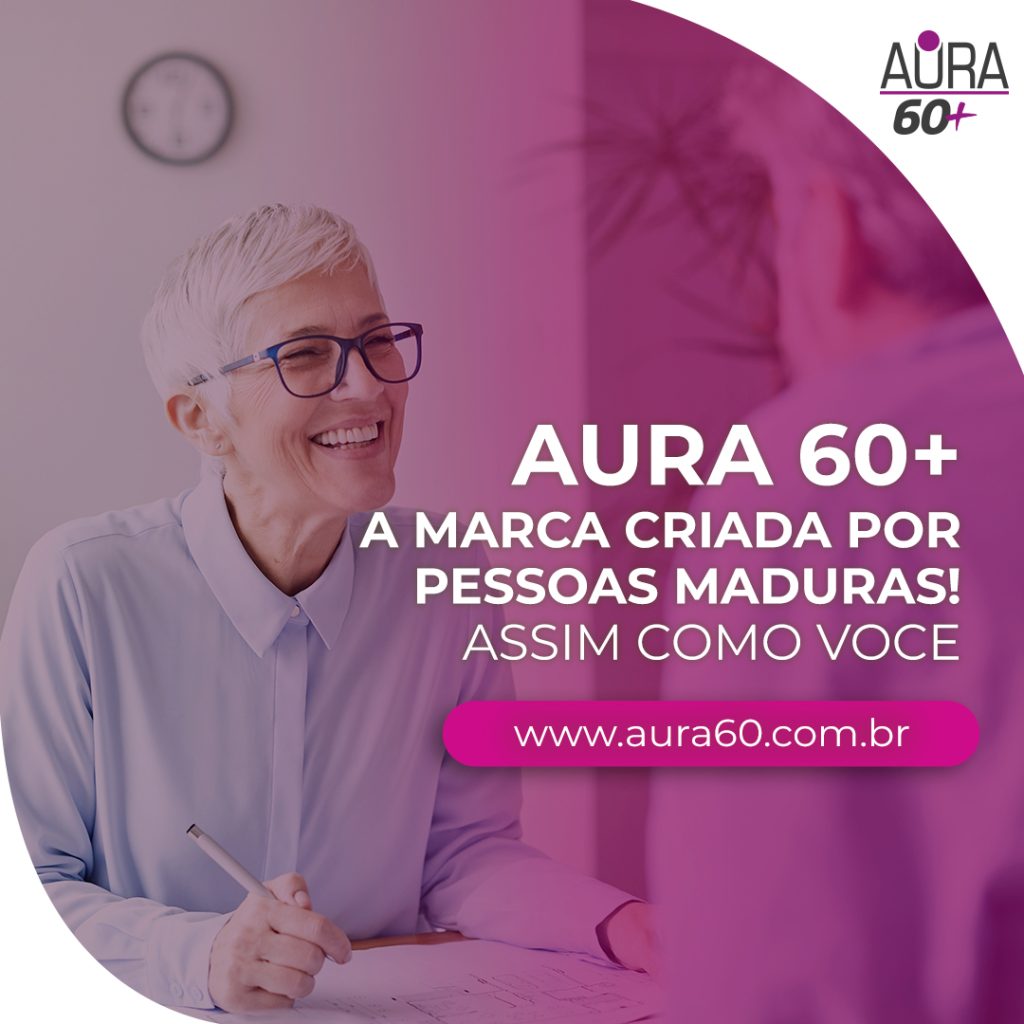 AURA
60+
AURA 60+
A MARCA CRIADA POR
PESSOAS MADURAS!
ASSIM COMO VOCE
www.aura60.com.br